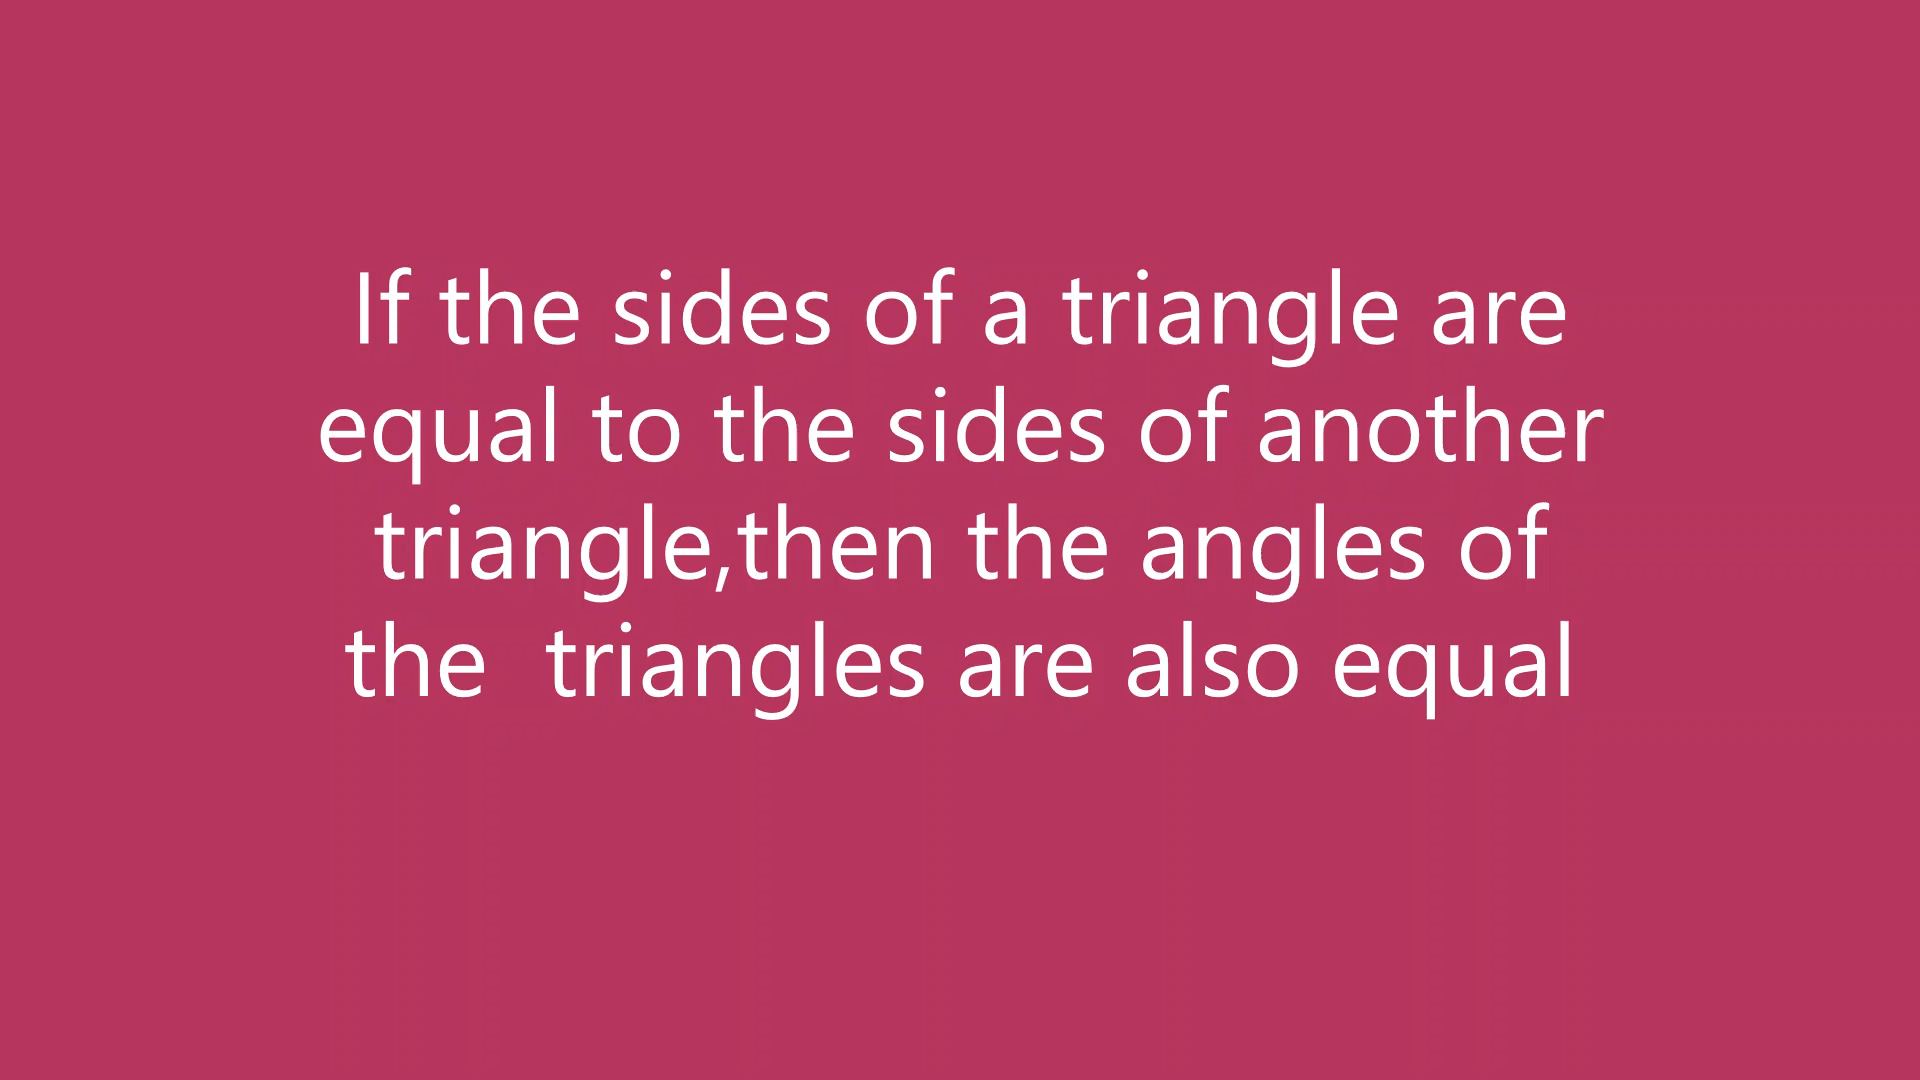 If the sides of a triangle are
equal to the sides of another
triangle,then the angles of
the  triangles are also equal